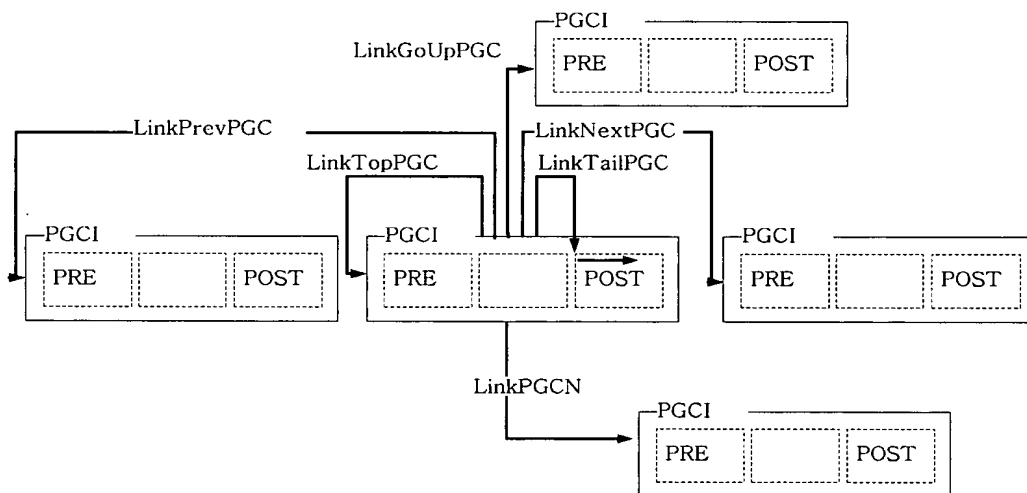 PGCI
LinkGoUpPGC
PRE POST
LinkPrevPGC LinkNextPGC
LinkTopPGC LinkTailPGC
PGCI PGCI PGCI
PRE POST PRE POST PRE POST
LinkPGCN
PGCI
PRE POST